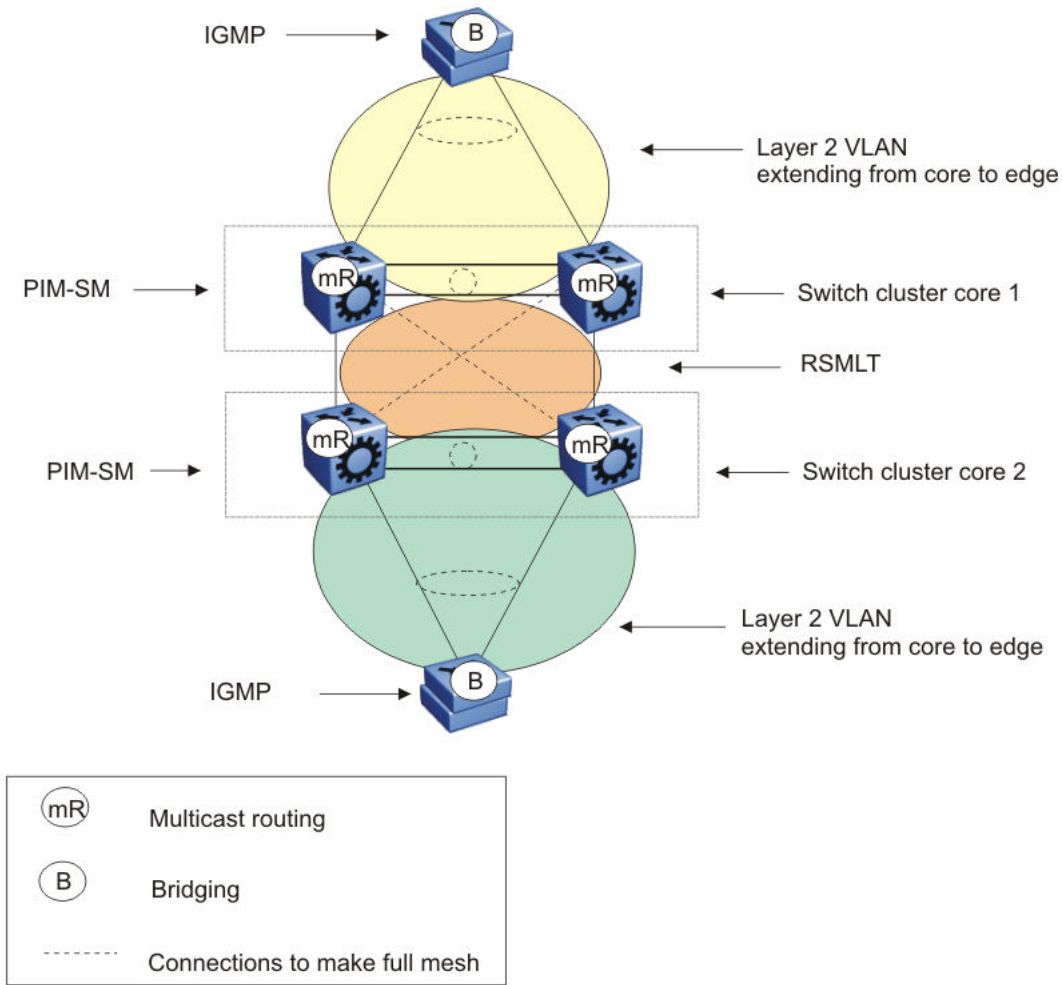 IGMP
B
Layer 2 VLAN
extending from core to edge
mR
mR
PIM-SM
Switch cluster core 1
RSMLT
mR
mR
PIM-SM
Switch cluster core 2
Layer 2 VLAN
extending from core to edge
IGMP
B
mR
Multicast routing
B
Bridging
Connections to make full mesh